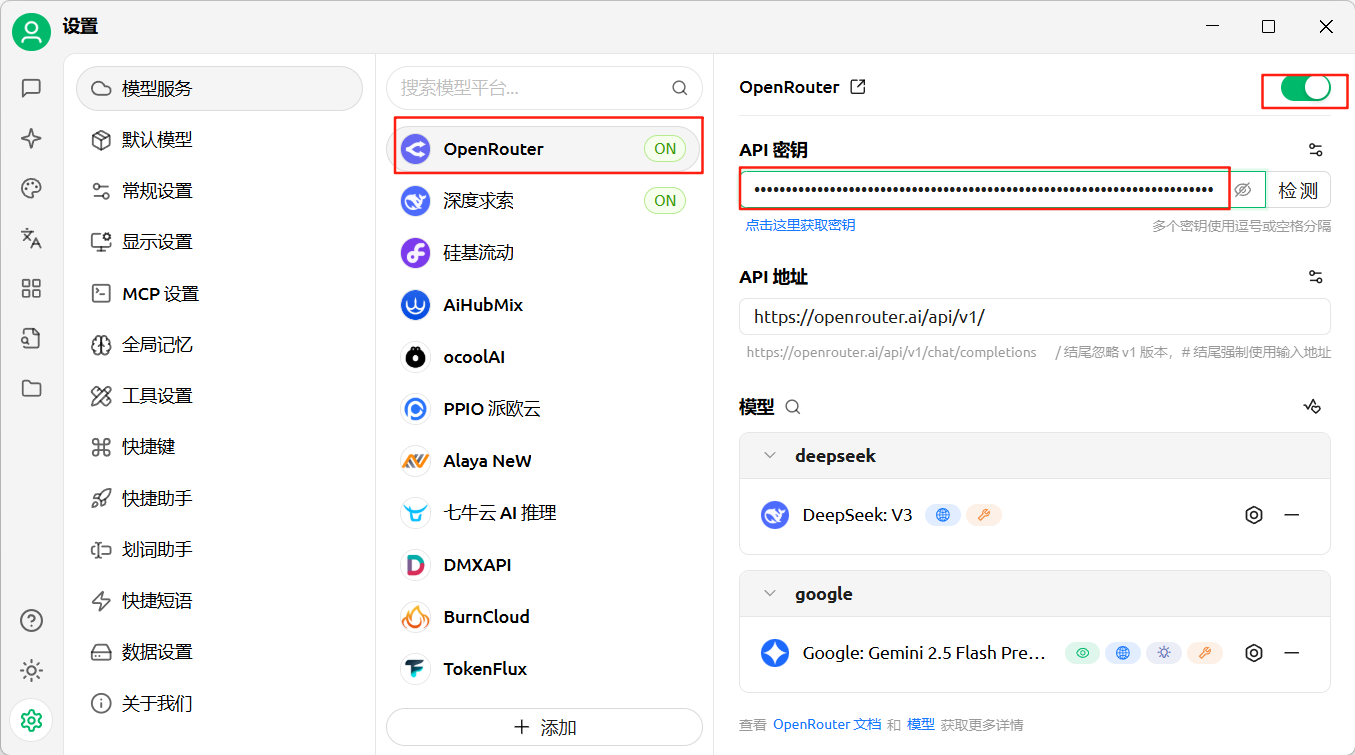 设置
模型服务
默认模型
常规设置
显示设置
MCP 设置
全局记忆
工具设置
快捷键
快捷助手
划词助手
快捷短语
数据设置
关于我们
搜索模型平台...
OpenRouter ON
深度求索 ON
硅基流动
AiHubMix
ocoolAI
PPIO 派欧云
Alaya NeW
七牛云 AI 推理
DMXAPI
BurnCloud
TokenFlux
添加
OpenRouter
API 密钥
检测
点击这里获取密钥 多个密钥使用逗号或空格分隔
API 地址
https://openrouter.ai/api/v1/
https://openrouter.ai/api/v1/chat/completions / 结尾忽略 v1 版本，# 结尾强制使用输入地址
模型
deepseek
DeepSeek: V3
google
Google: Gemini 2.5 Flash Pre...
查看 OpenRouter 文档 和 模型 获取更多详情